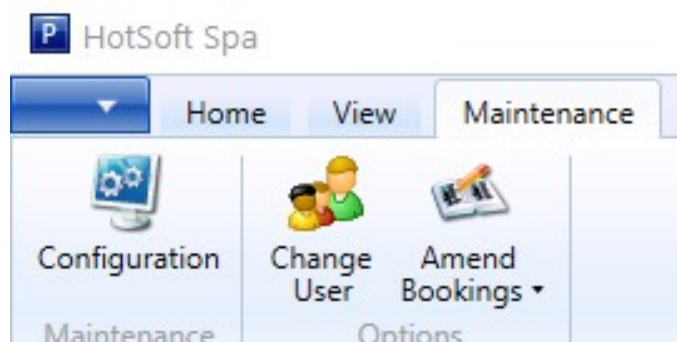 P HotSoft Spa
Home View Maintenance
Configuration Change User Amend Bookings
Maintenance Options